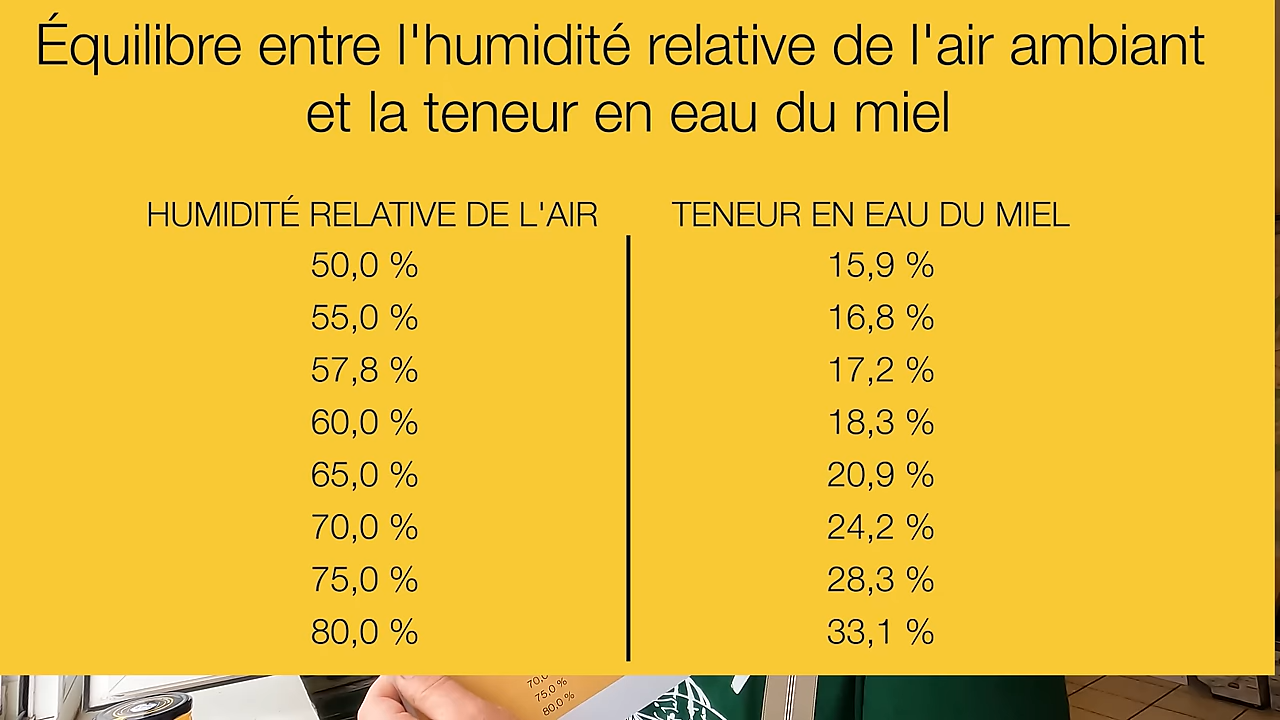 Équilibre entre l'humidité relative de l'air ambiant
et la teneur en eau du miel
HUMIDITÉ RELATIVE DE L'AIR TENEUR EN EAU DU MIEL
50,0 % 15,9 %
55,0 % 16,8 %
57,8 % 17,2 %
60,0 % 18,3 %
65,0 % 20,9 %
70,0 % 24,2 %
75,0 % 28,3 %
80,0 % 33,1 %
75,0 %
80,0 %